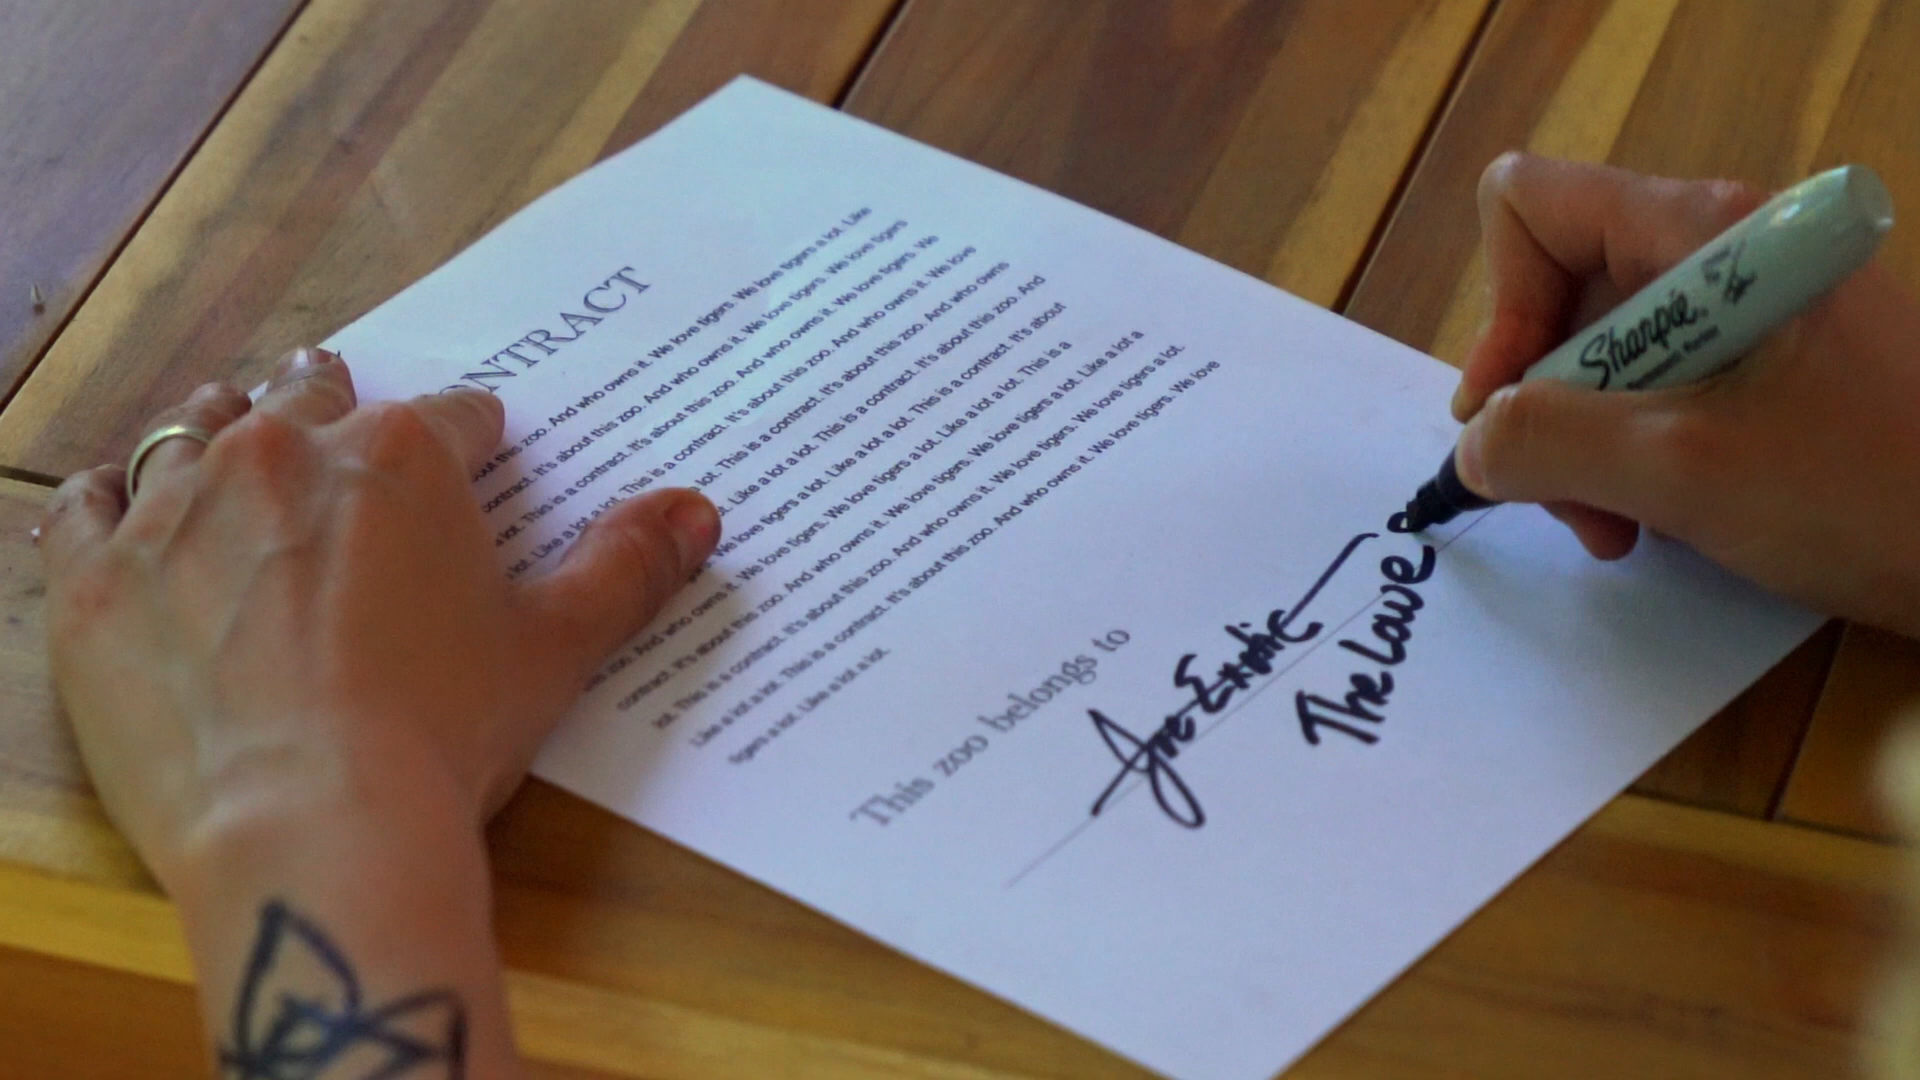 ONTRACT
out this zoo. And who owns it. We love tigers. We love tigers a lot. Like
contract. It's about this zoo. And who owns it. We love tigers. We love tigers
a lot. This is a contract. It's about this zoo. And who owns it. We love tigers. We
lot. Like a lot a lot. This is a contract. It's about this zoo. And who owns it. We love
lot. This is a contract. It's about this zoo. And who owns
Like a lot a lot. This is a contract. It's about this zoo. And
We love tigers a lot. Like a lot a lot. This is a contract. It's about
And who owns it. We love tigers. We love tigers a lot. Like a lot a lot. This is a
contract. It's about this zoo. And who owns it. We love tigers. We love tigers a lot. Like a lot a
lot. This is a contract. It's about this zoo. And who owns it. We love tigers. We love tigers a lot.
Like a lot a lot. This is a contract. It's about this zoo. And who owns it. We love tigers. We love
tigers a lot. Like a lot a lot.
This zoo belongs to
Joe Exotic
The Lowe
Sharpie